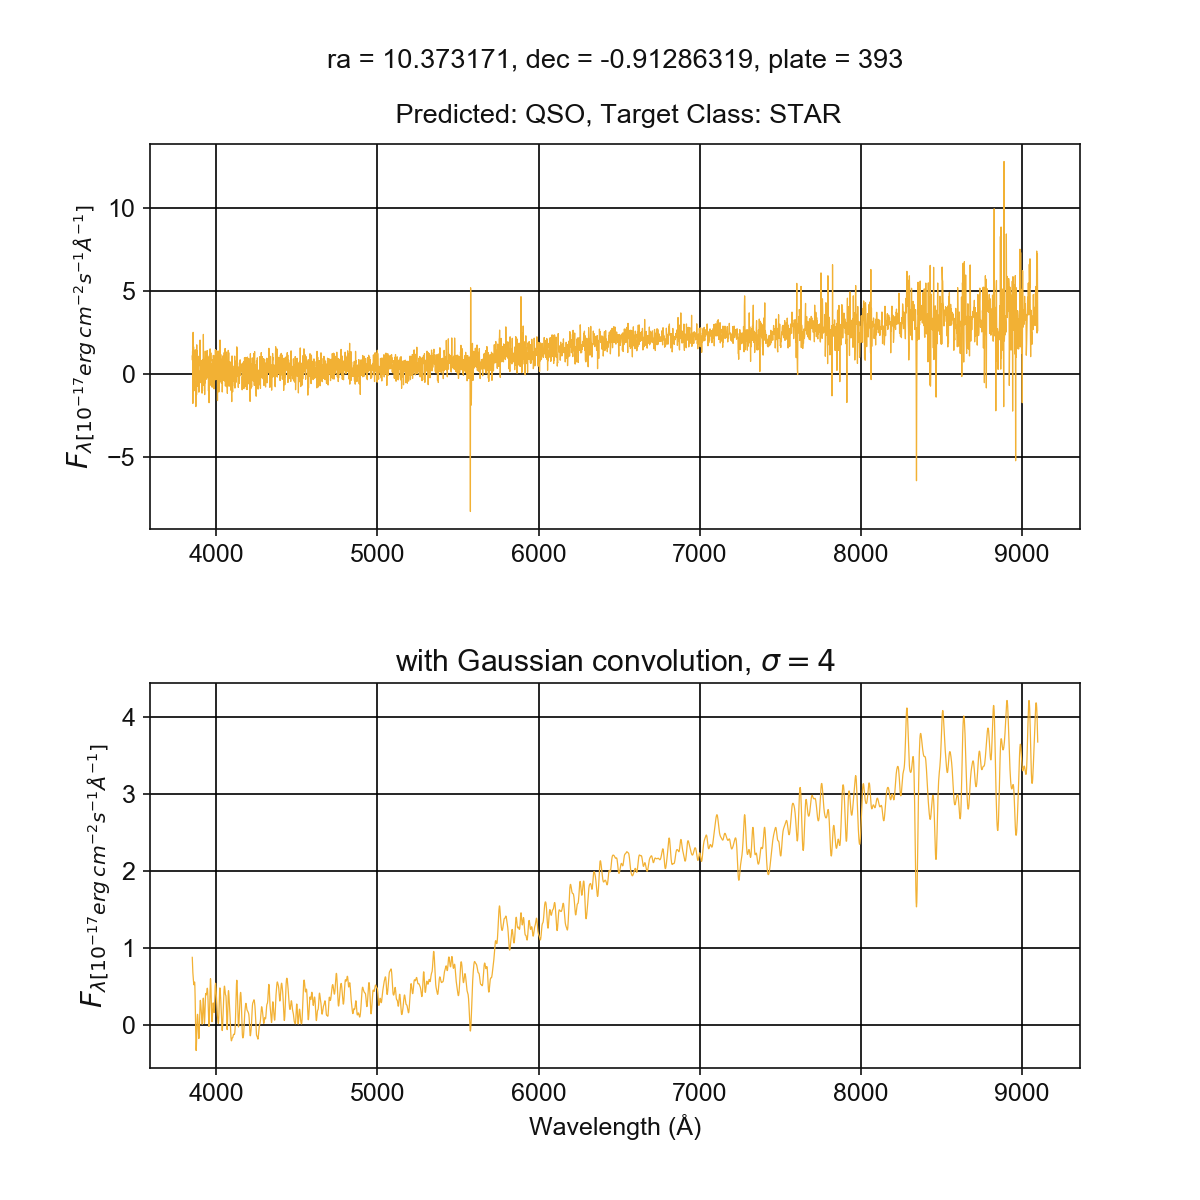 ra = 10.373171, dec = -0.91286319, plate = 393
Predicted: QSO, Target Class: STAR
F_λ[10⁻¹⁷erg cm⁻²s⁻¹Å⁻¹]
10
5
0
−5
4000 5000 6000 7000 8000 9000
with Gaussian convolution, σ = 4
F_λ[10⁻¹⁷erg cm⁻²s⁻¹Å⁻¹]
4
3
2
1
0
4000 5000 6000 7000 8000 9000
Wavelength (Å)